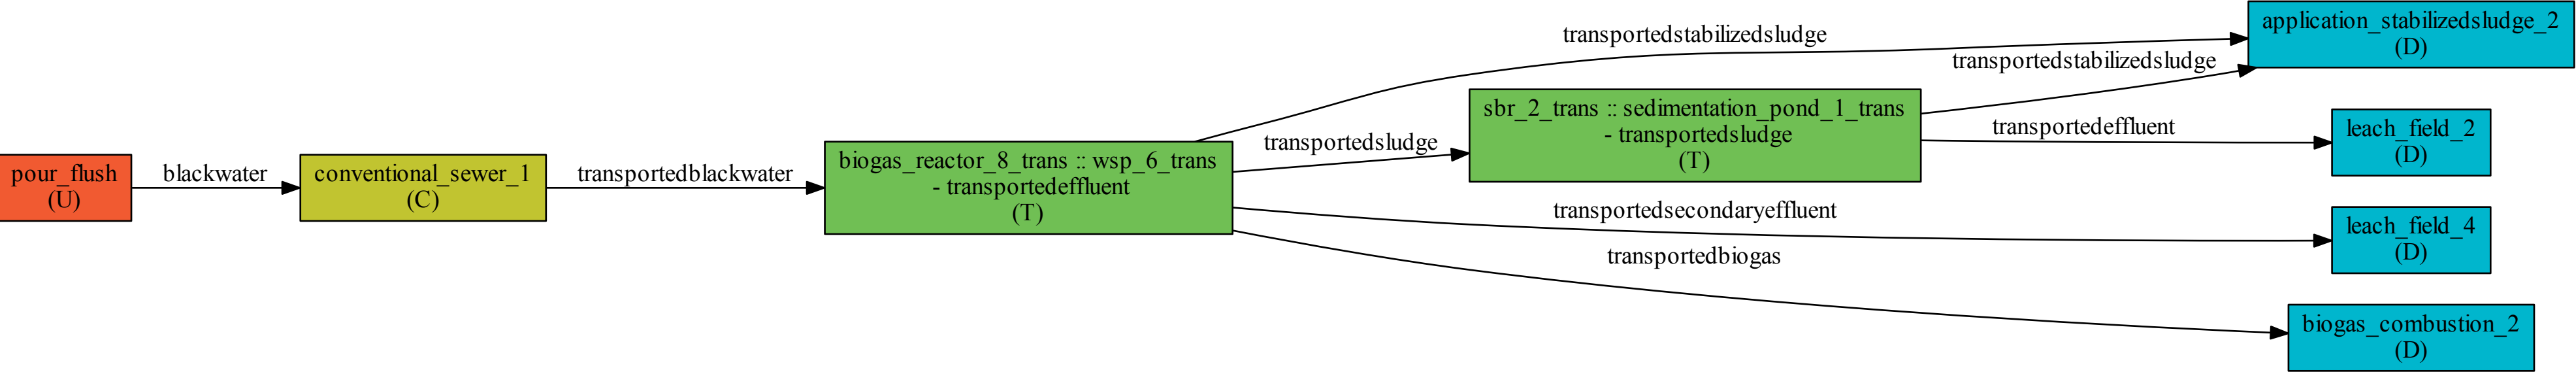 pour_flush
(U)
blackwater
conventional_sewer_1
(C)
transportedblackwater
biogas_reactor_8_trans :: wsp_6_trans
- transportedeffluent
(T)
transportedstabilizedsludge
transportedsludge
transportedsecondaryeffluent
transportedbiogas
sbr_2_trans :: sedimentation_pond_1_trans
- transportedsludge
(T)
transportedstabilizedsludge
transportedeffluent
application_stabilizedsludge_2
(D)
leach_field_2
(D)
leach_field_4
(D)
biogas_combustion_2
(D)